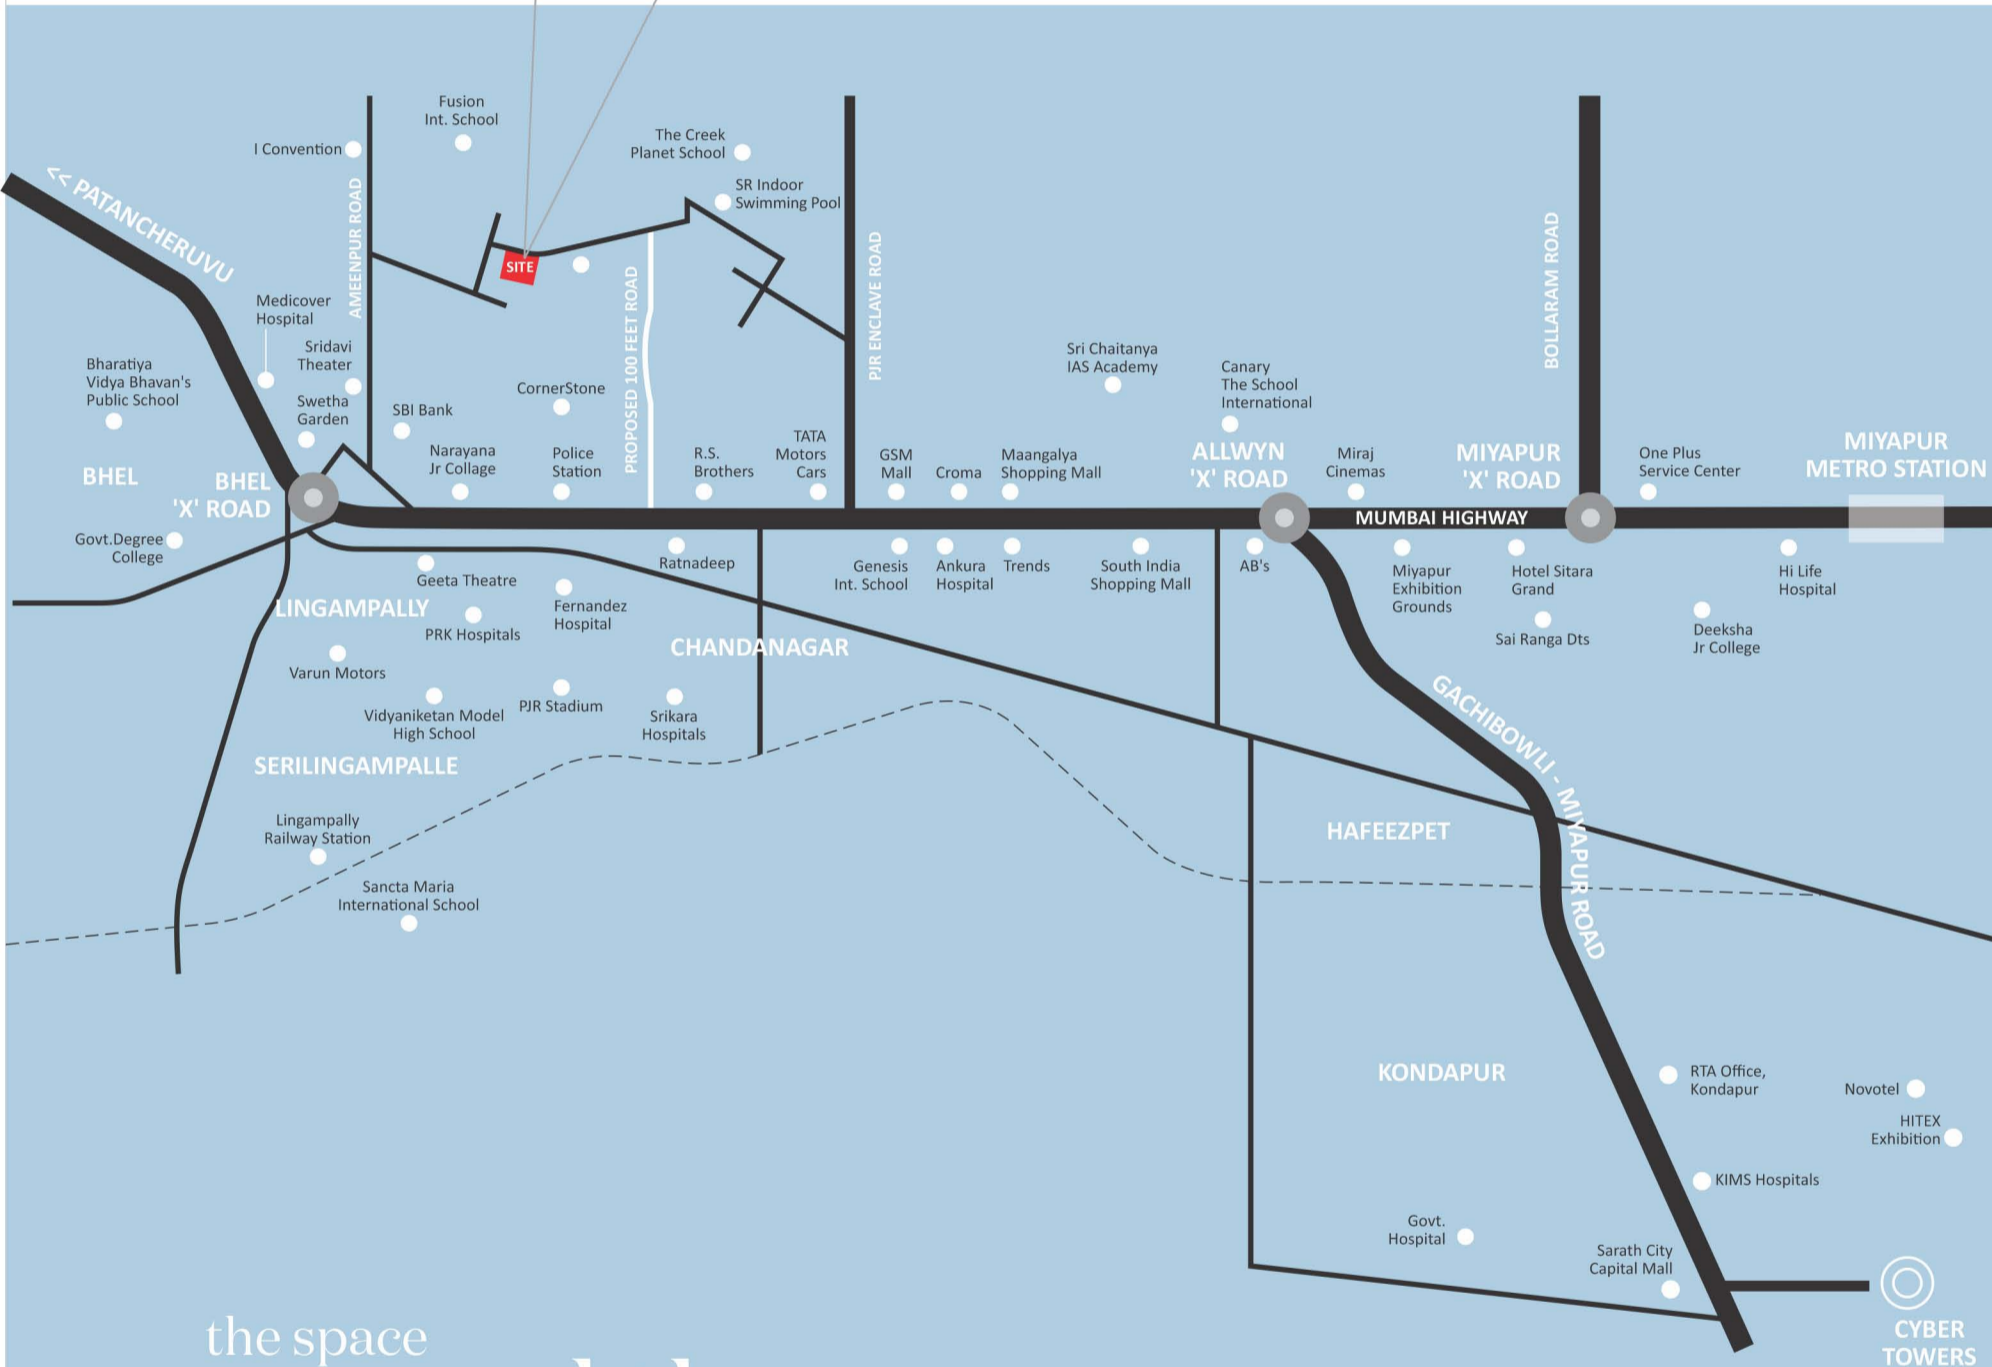 Fusion
Int. School
I Convention
The Creek
Planet School
SR Indoor
Swimming Pool
<< PATANCHERUVU
AMEENPUR ROAD
SITE
PROPOSED 100 FEET ROAD
PJR ENCLAVE ROAD
BOLLARAM ROAD
Medicover
Hospital
Sridavi
Theater
Bharatiya
Vidya Bhavan's
Public School
Swetha
Garden
SBI Bank
CornerStone
Sri Chaitanya
IAS Academy
Canary
The School
International
Narayana
Jr Collage
Police
Station
R.S.
Brothers
TATA
Motors
Cars
GSM
Mall
Croma
Maangalya
Shopping Mall
ALLWYN
'X' ROAD
Miraj
Cinemas
MIYAPUR
'X' ROAD
One Plus
Service Center
MIYAPUR
METRO STATION
BHEL
BHEL
'X' ROAD
MUMBAI HIGHWAY
Govt.Degree
College
Geeta Theatre
Ratnadeep
Genesis
Int. School
Ankura
Hospital
Trends
South India
Shopping Mall
AB's
Miyapur
Exhibition
Grounds
Hotel Sitara
Grand
Hi Life
Hospital
LINGAMPALLY
PRK Hospitals
Fernandez
Hospital
CHANDANAGAR
Sai Ranga Dts
Deeksha
Jr College
Varun Motors
Vidyaniketan Model
High School
PJR Stadium
Srikara
Hospitals
GACHIBOWLI - MIYAPUR ROAD
SERILINGAMPALLE
Lingampally
Railway Station
HAFEEZPET
Sancta Maria
International School
KONDAPUR
RTA Office,
Kondapur
Novotel
HITEX
Exhibition
KIMS Hospitals
Govt.
Hospital
Sarath City
Capital Mall
CYBER
TOWERS
the space